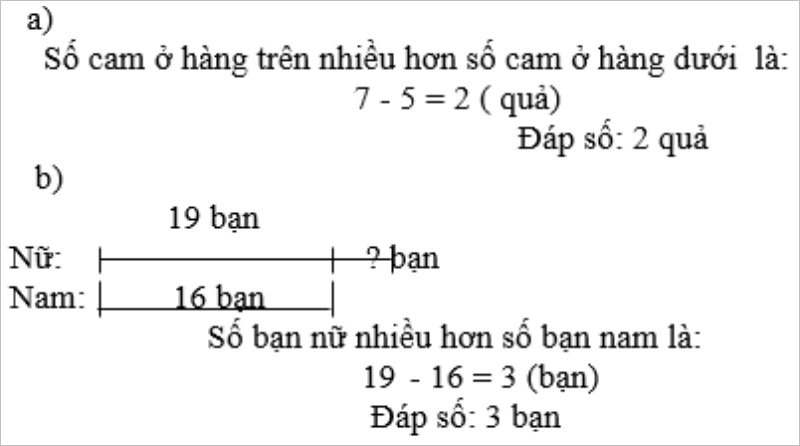 a)
Số cam ở hàng trên nhiều hơn số cam ở hàng dưới là:
7 - 5 = 2 ( quả)
Đáp số: 2 quả
b)
19 bạn
Nữ: ? bạn
Nam: 16 bạn
Số bạn nữ nhiều hơn số bạn nam là:
19 - 16 = 3 (bạn)
Đáp số: 3 bạn